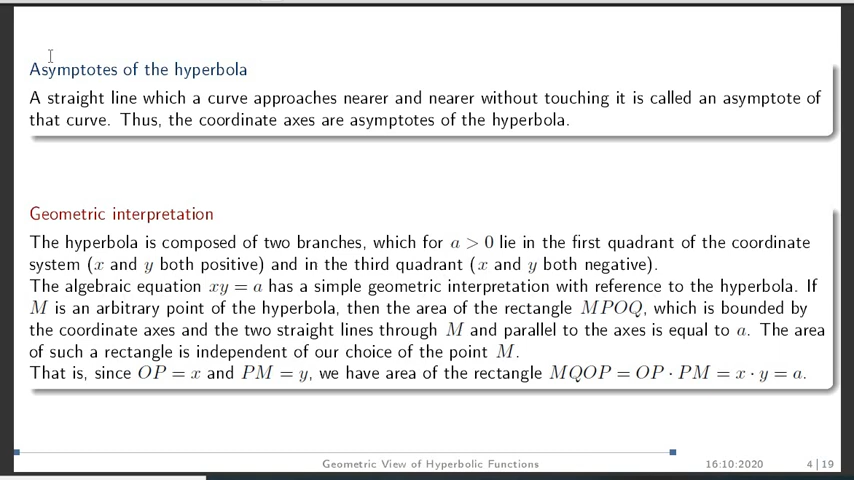 Asymptotes of the hyperbola
A straight line which a curve approaches nearer and nearer without touching it is called an asymptote of
that curve. Thus, the coordinate axes are asymptotes of the hyperbola.
Geometric interpretation
The hyperbola is composed of two branches, which for a > 0 lie in the first quadrant of the coordinate
system (x and y both positive) and in the third quadrant (x and y both negative).
The algebraic equation xy = a has a simple geometric interpretation with reference to the hyperbola. If
M is an arbitrary point of the hyperbola, then the area of the rectangle MPOQ, which is bounded by
the coordinate axes and the two straight lines through M and parallel to the axes is equal to a. The area
of such a rectangle is independent of our choice of the point M.
That is, since OP = x and PM = y, we have area of the rectangle MQOP = OP · PM = x · y = a.
Geometric View of Hyperbolic Functions 16:10:2020 4 | 19